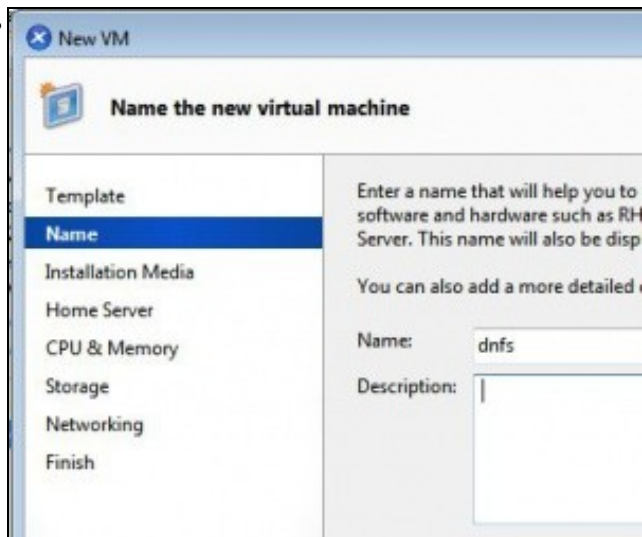 New VM
Name the new virtual machine
Template
Name
Installation Media
Home Server
CPU & Memory
Storage
Networking
Finish
Enter a name that will help you to
software and hardware such as RH
Server. This name will also be disp
You can also add a more detailed
Name:
dnfs
Description: